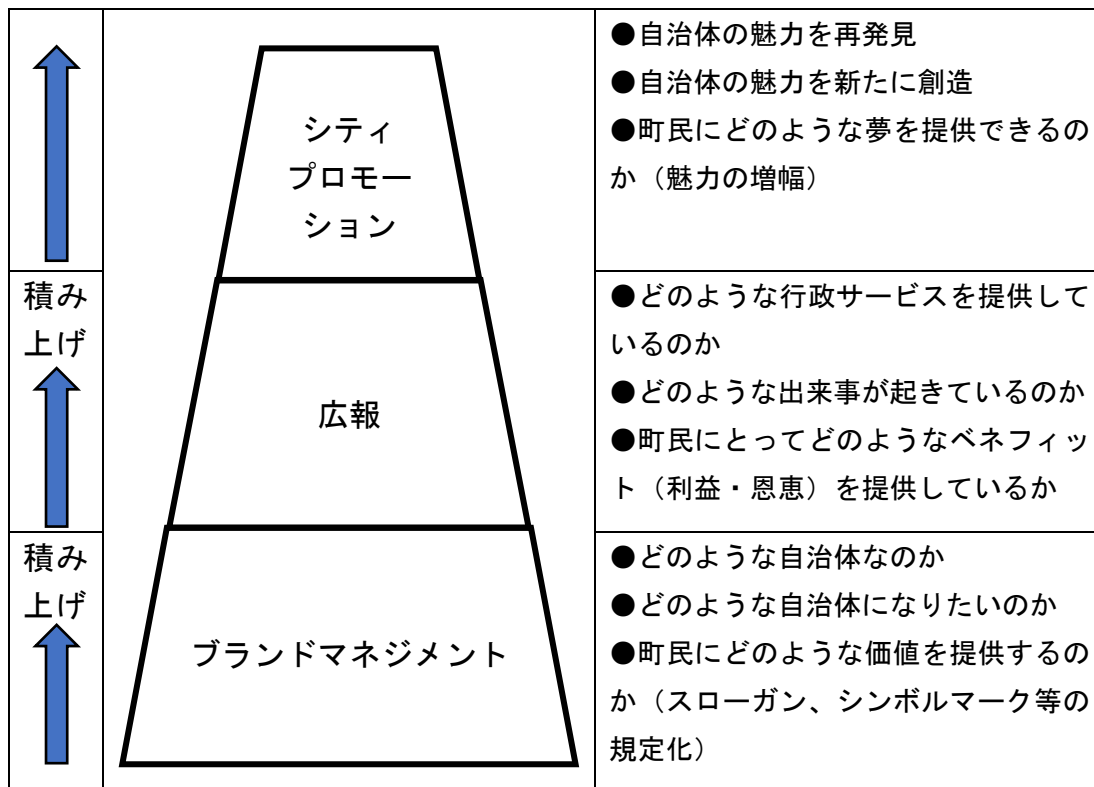 シティ
プロモー
ション
●自治体の魅力を再発見
●自治体の魅力を新たに創造
●町民にどのような夢を提供できるの
か（魅力の増幅）
積み
上げ
広報
●どのような行政サービスを提供して
いるのか
●どのような出来事が起きているのか
●町民にとってどのようなベネフィッ
ト（利益・恩恵）を提供しているか
積み
上げ
ブランドマネジメント
●どのような自治体なのか
●どのような自治体になりたいのか
●町民にどのような価値を提供するの
か（スローガン、シンボルマーク等の
規定化）